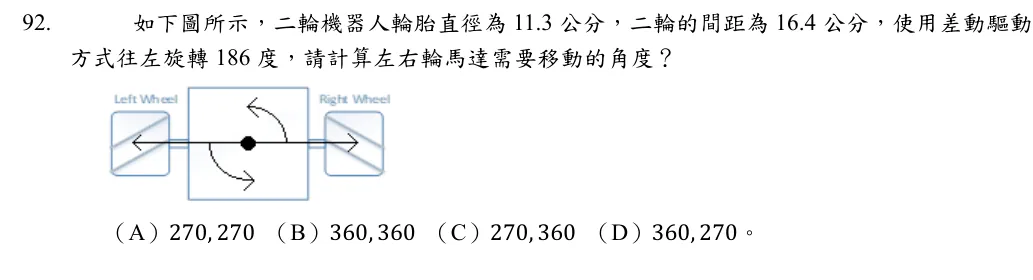 92. 如下圖所示，二輪機器人輪胎直徑為 11.3 公分，二輪的間距為 16.4 公分，使用差動驅動
方式往左旋轉 186 度，請計算左右輪馬達需要移動的角度？
Left Wheel Right Wheel
（A）270, 270 （B）360, 360 （C）270, 360 （D）360, 270。